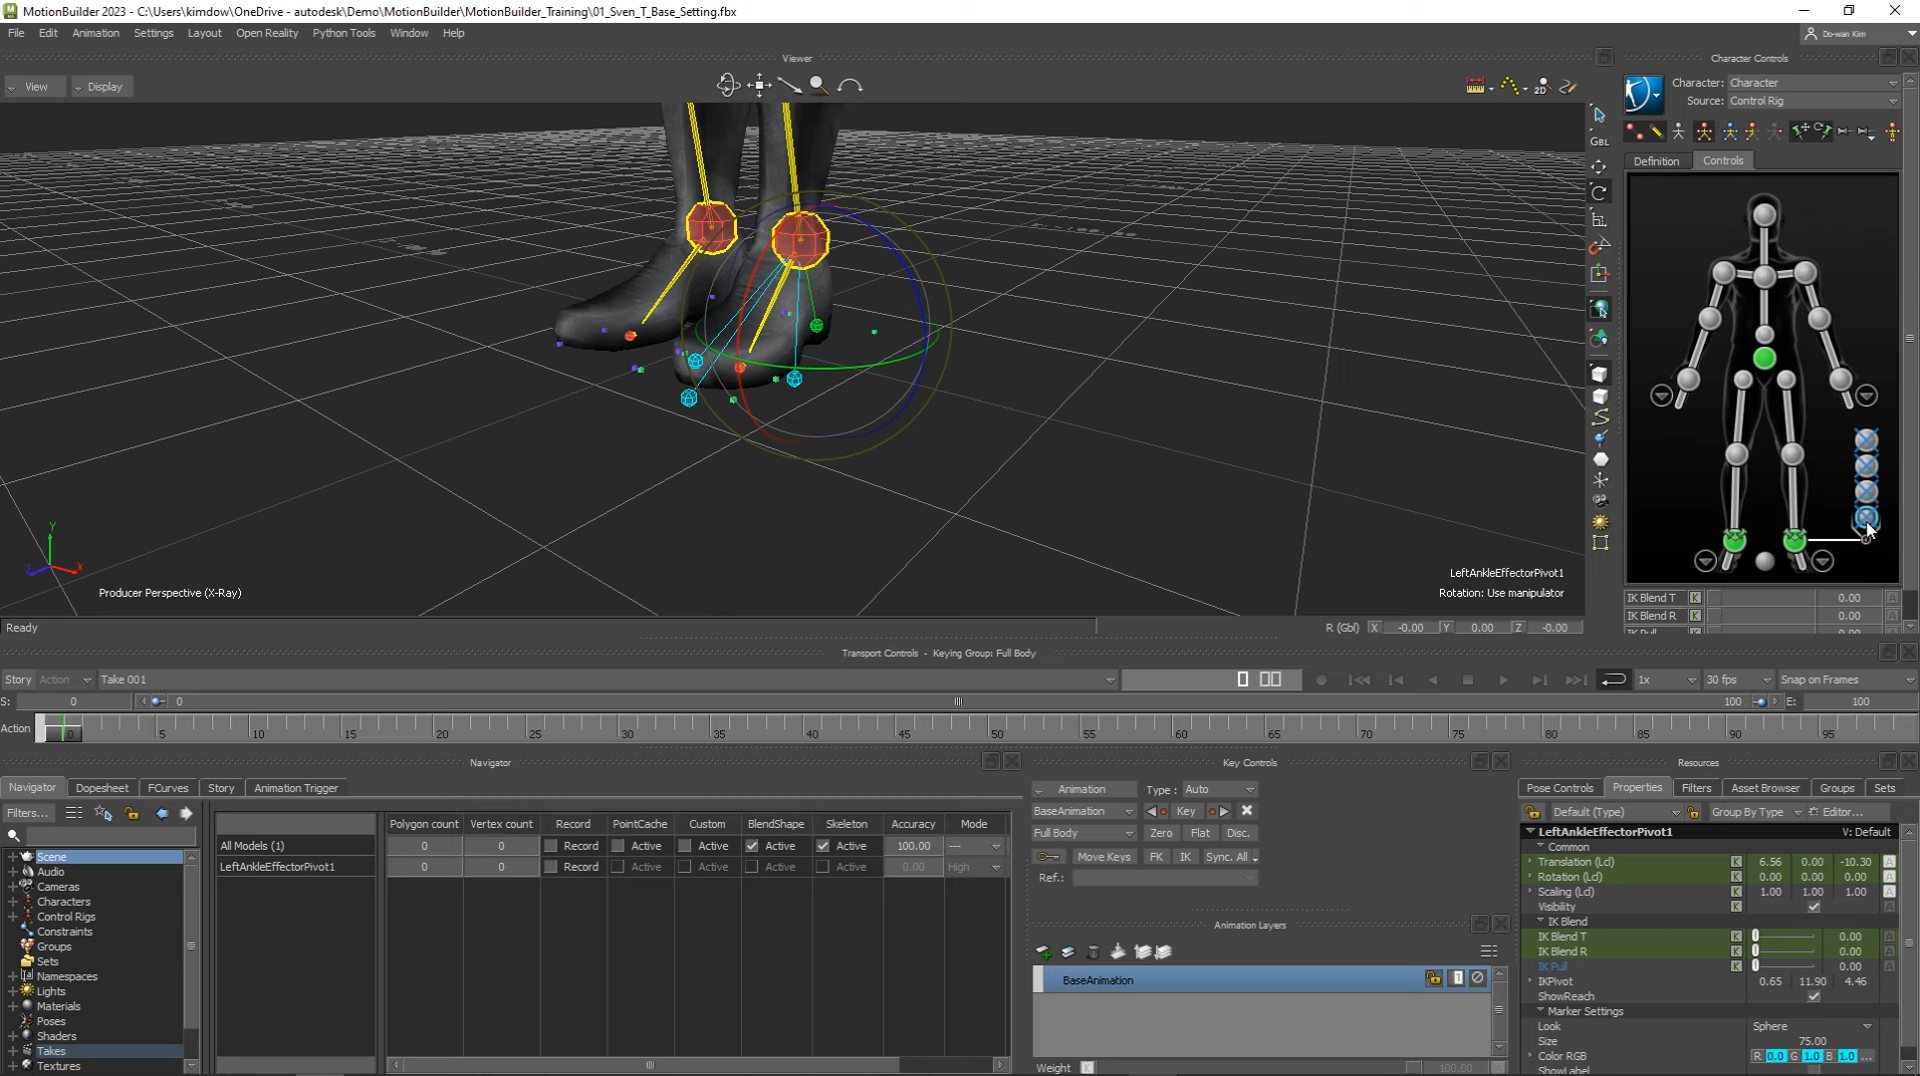 MotionBuilder 2023 - C:\Users\kimdow\OneDrive - autodesk\Demo\MotionBuilder\MotionBuilder_Training\01_Sven_T_Base_Setting.fbx
File Edit Animation Settings Layout Open Reality Python Tools Window Help
Do-wan Kim
Viewer
Character Controls
View Display
2D
Character: Character
Source: Control Rig
GBL
Definition Controls
Y
X
Z
Producer Perspective (X-Ray)
LeftAnkleEffectorPivot1
Rotation: Use manipulator
IK Blend T K 0.00 A
IK Blend R K 0.00 A
IK Pull K 0.00
Ready
R (Gbl) X -0.00 Y 0.00 Z -0.00
Transport Controls - Keying Group: Full Body
Story Action Take 001
1x 30 fps Snap on Frames
S: 0 0 100 E: 100
Action 0 5 10 15 20 25 30 35 40 45 50 55 60 65 70 75 80 85 90 95
Navigator
Navigator Dopesheet FCurves Story Animation Trigger
Filters...
Scene
Audio
Cameras
Characters
Control Rigs
Constraints
Groups
Sets
Namespaces
Lights
Materials
Poses
Shaders
Takes
Textures
Polygon count Vertex count Record PointCache Custom BlendShape Skeleton Accuracy Mode
All Models (1) 0 0 Record Active Active Active Active 100.00 ---
LeftAnkleEffectorPivot1 0 0 Record Active Active Active Active 0.00 High
Key Controls
Animation Type : Auto
BaseAnimation Key
Full Body Zero Flat Disc.
Move Keys FK IK Sync. All
Ref.:
Animation Layers
BaseAnimation 1
Weight K 100.00
Resources
Pose Controls Properties Filters Asset Browser Groups Sets
Default (Type) Group By Type Editor...
LeftAnkleEffectorPivot1 V: Default
Common
Translation (Lcl) K 6.56 0.00 -10.30 A
Rotation (Lcl) K 0.00 0.00 0.00 A
Scaling (Lcl) K 1.00 1.00 1.00 A
Visibility K A
IK Blend
IK Blend T K 0.00 A
IK Blend R K 0.00 A
IK Pull K 0.00 A
IKPivot 0.65 11.90 4.46
ShowReach
Marker Settings
Look Sphere
Size 75.00
Color RGB R 0.0 G 1.0 B 1.0 ...
ShowLabel